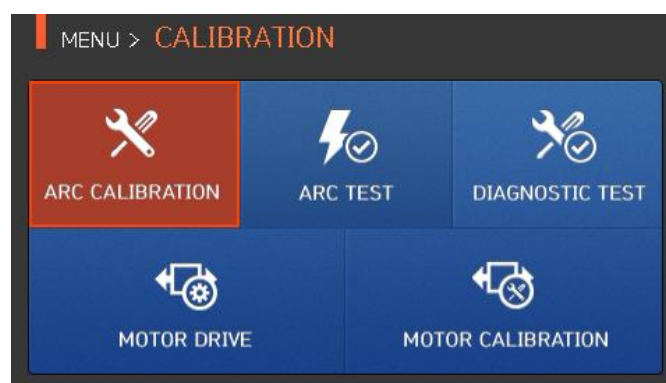 MENU > CALIBRATION
ARC CALIBRATION
ARC TEST
DIAGNOSTIC TEST
MOTOR DRIVE
MOTOR CALIBRATION